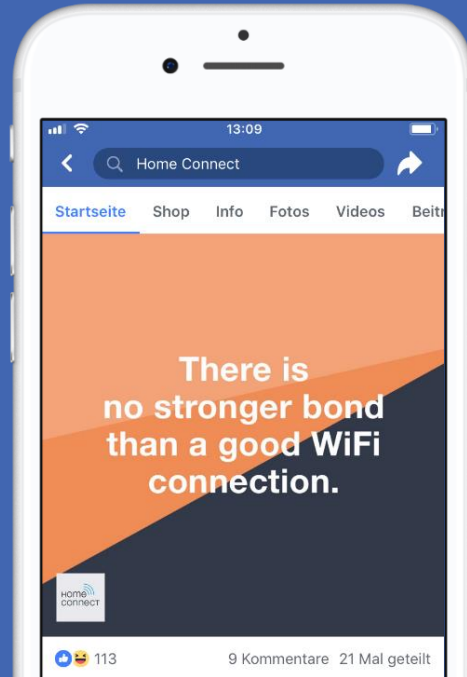 13:09
Home Connect
Startseite Shop Info Fotos Videos Beitr
There is
no stronger bond
than a good WiFi
connection.
HOME
CONNECT
113 9 Kommentare 21 Mal geteilt